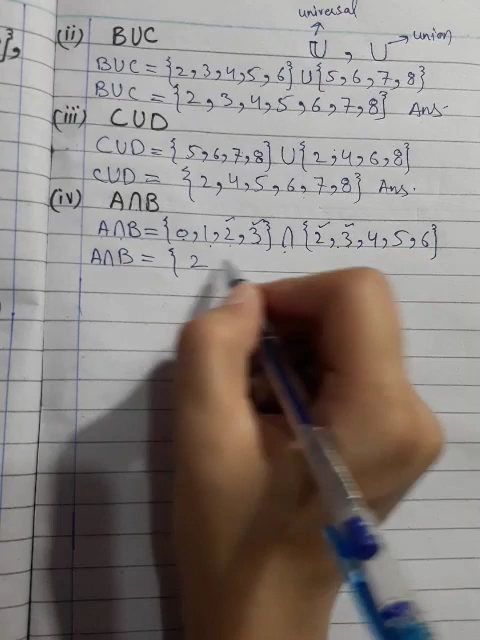 universal
U , U → union
},
(ii) BUC
BUC = {2,3,4,5,6} U {5,6,7,8}
BUC = {2,3,4,5,6,7,8} Ans.
(iii) CUD
CUD = {5,6,7,8} U {2,4,6,8}
CUD = {2,4,5,6,7,8} Ans.
(iv) A∩B
A∩B = {0,1,2,3} ∩ {2,3,4,5,6}
A∩B = { 2